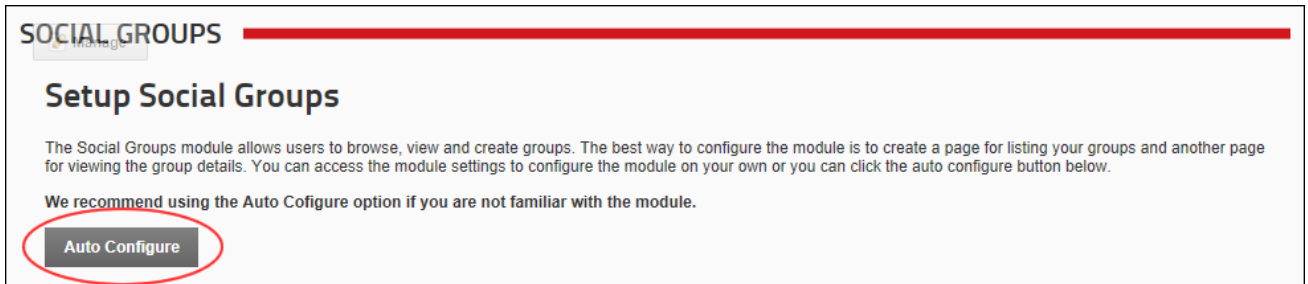 SOCIAL GROUPS
Manage
Setup Social Groups
The Social Groups module allows users to browse, view and create groups. The best way to configure the module is to create a page for listing your groups and another page
for viewing the group details. You can access the module settings to configure the module on your own or you can click the auto configure button below.
We recommend using the Auto Cofigure option if you are not familiar with the module.
Auto Configure